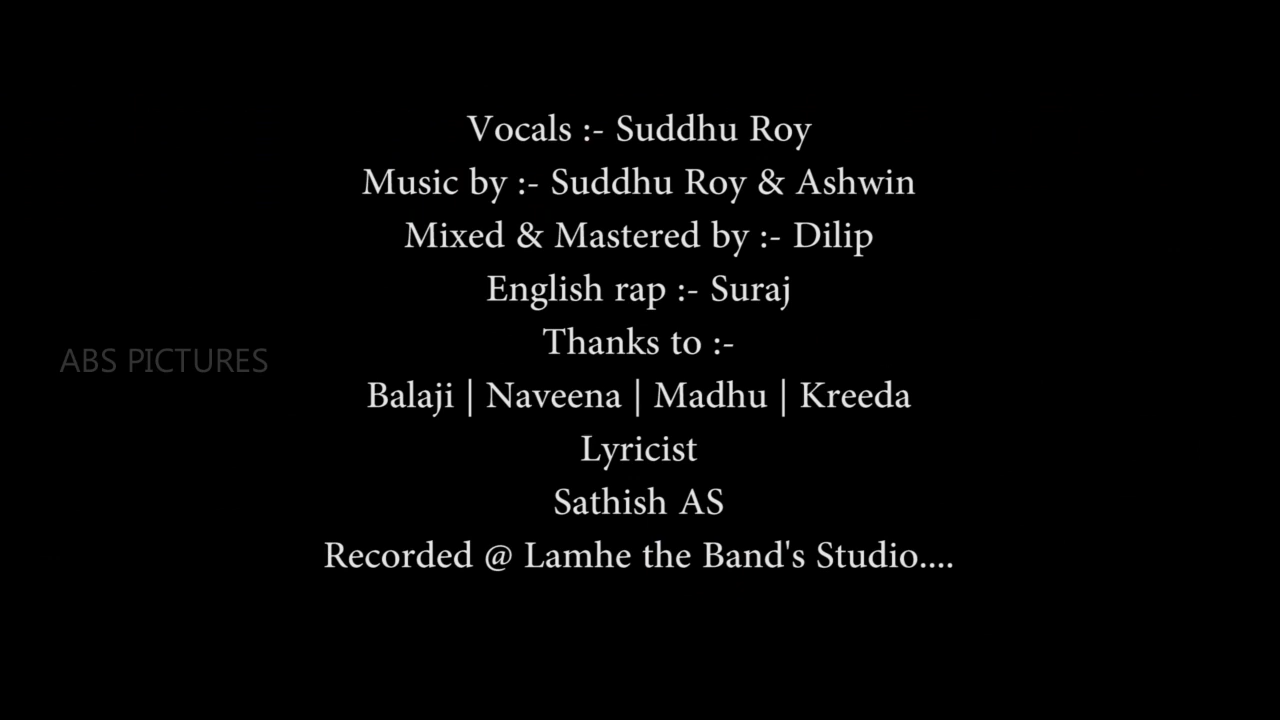 Vocals :- Suddhu Roy
Music by :- Suddhu Roy & Ashwin
Mixed & Mastered by :- Dilip
English rap :- Suraj
Thanks to :-
ABS PICTURES
Balaji | Naveena | Madhu | Kreeda
Lyricist
Sathish AS
Recorded @ Lamhe the Band's Studio....